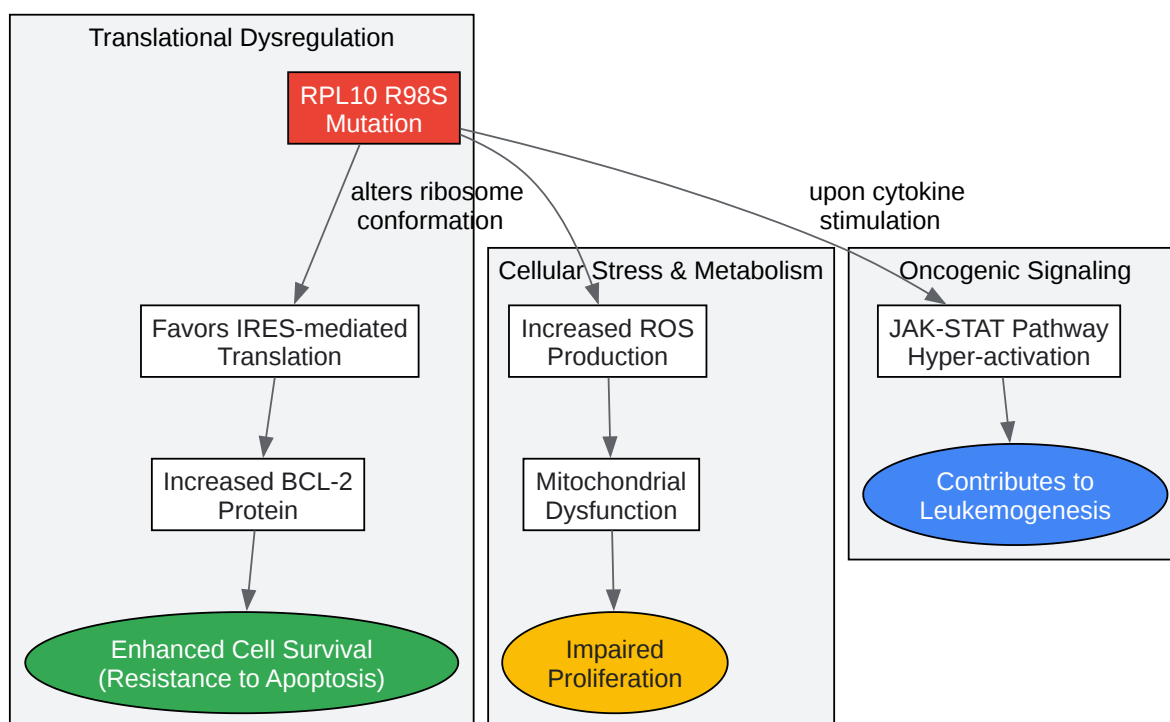 Translational Dysregulation
RPL10 R98S
Mutation
alters ribosome
conformation
upon cytokine
stimulation
Cellular Stress & Metabolism
Oncogenic Signaling
Favors IRES-mediated
Translation
Increased ROS
Production
JAK-STAT Pathway
Hyper-activation
Increased BCL-2
Protein
Mitochondrial
Dysfunction
Contributes to
Leukemogenesis
Enhanced Cell Survival
(Resistance to Apoptosis)
Impaired
Proliferation